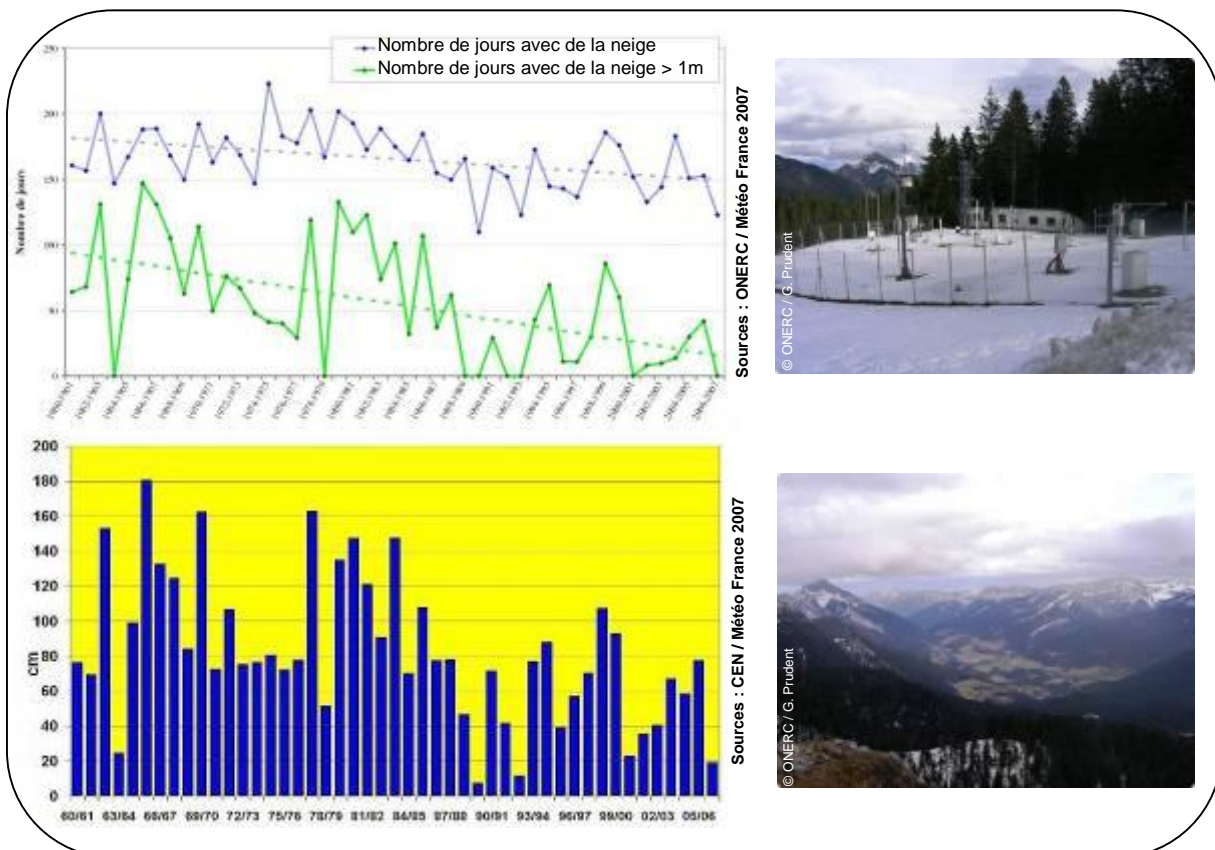 Nombre de jours avec de la neige
Nombre de jours avec de la neige > 1m
250
200
150
100
50
0
Nombre de jours
Sources : ONERC / Météo France 2007
© ONERC / G. Prudent
200
180
160
140
120
100
80
60
40
20
0
cm
60/61 63/64 66/67 69/70 72/73 75/76 78/79 81/82 84/85 87/88 90/91 93/94 96/97 99/00 02/03 05/06
Sources : CEN / Météo France 2007
© ONERC / G. Prudent